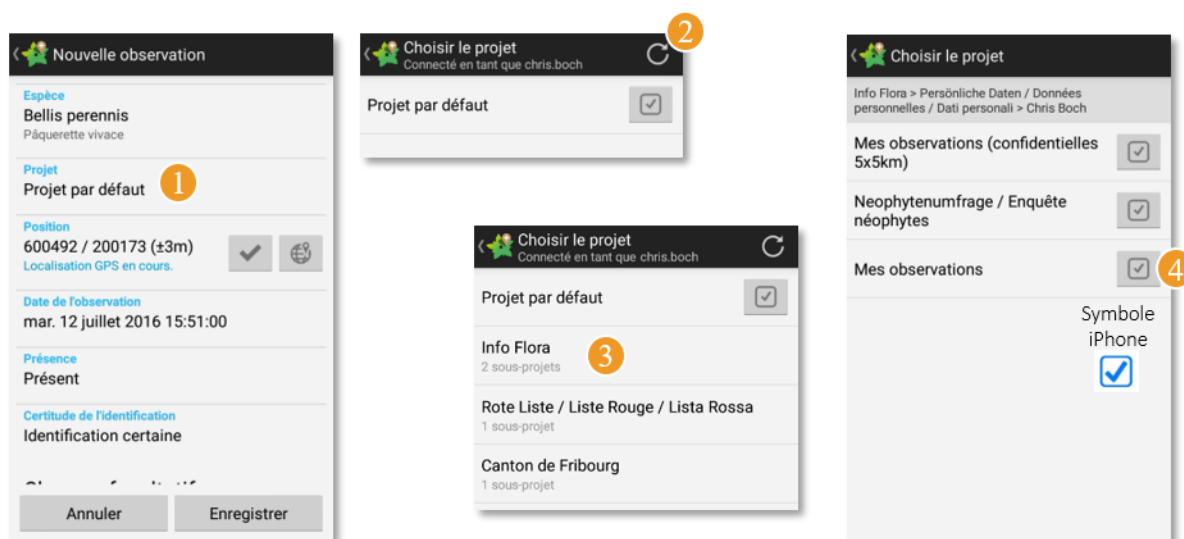 Nouvelle observation
Espèce
Bellis perennis
Pâquerette vivace
Projet
Projet par défaut
1
Position
600492 / 200173 (±3m)
Localisation GPS en cours.
Date de l'observation
mar. 12 juillet 2016 15:51:00
Présence
Présent
Certitude de l'identification
Identification certaine
Annuler
Enregistrer
2
Choisir le projet
Connecté en tant que chris.boch
Projet par défaut
Choisir le projet
Connecté en tant que chris.boch
Projet par défaut
Info Flora
2 sous-projets
3
Rote Liste / Liste Rouge / Lista Rossa
1 sous-projet
Canton de Fribourg
1 sous-projet
Choisir le projet
Info Flora > Persönliche Daten / Données
personnelles / Dati personali > Chris Boch
Mes observations (confidentielles
5x5km)
Neophytenumfrage / Enquête
néophytes
Mes observations
4
Symbole
iPhone